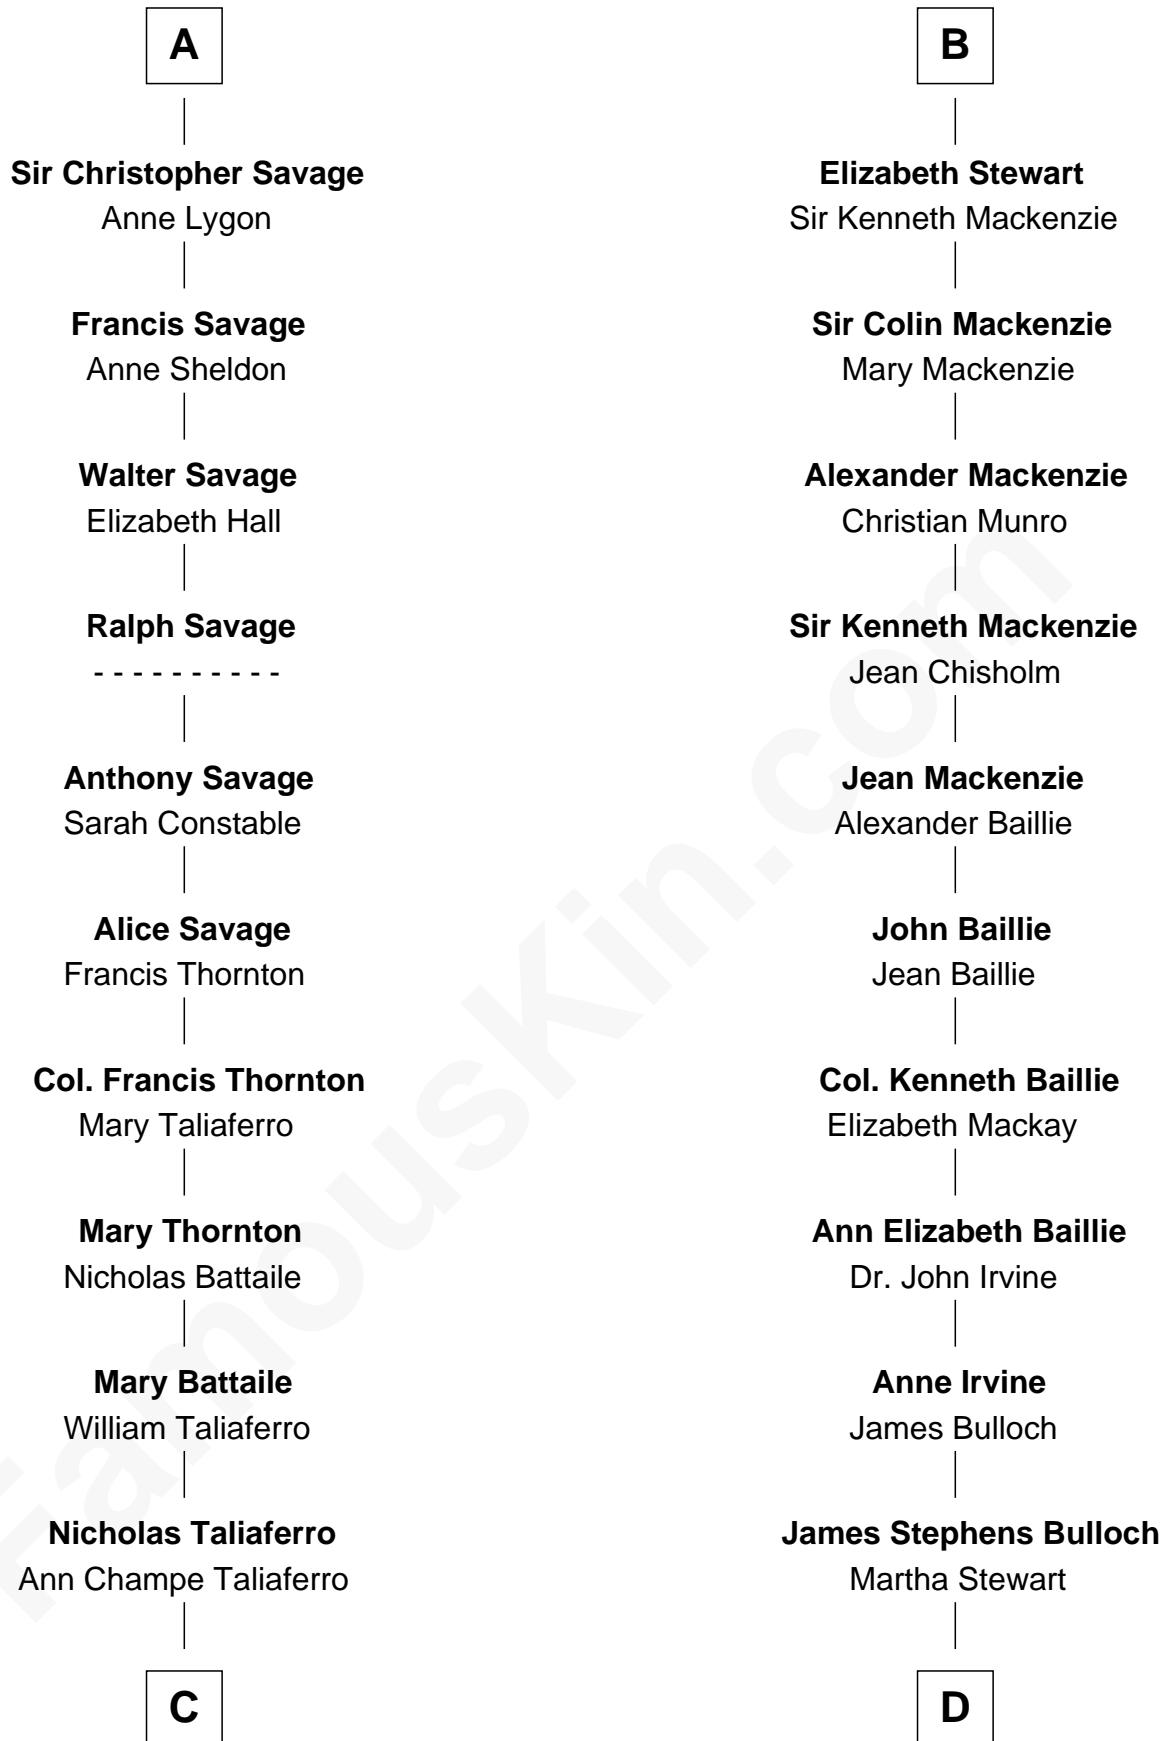 A
Sir Christopher Savage
Anne Lygon
Francis Savage
Anne Sheldon
Walter Savage
Elizabeth Hall
Ralph Savage
- - - - - - - - - -
Anthony Savage
Sarah Constable
Alice Savage
Francis Thornton
Col. Francis Thornton
Mary Taliaferro
Mary Thornton
Nicholas Battaile
Mary Battaile
William Taliaferro
Nicholas Taliaferro
Ann Champe Taliaferro
C
B
Elizabeth Stewart
Sir Kenneth Mackenzie
Sir Colin Mackenzie
Mary Mackenzie
Alexander Mackenzie
Christian Munro
Sir Kenneth Mackenzie
Jean Chisholm
Jean Mackenzie
Alexander Baillie
John Baillie
Jean Baillie
Col. Kenneth Baillie
Elizabeth Mackay
Ann Elizabeth Baillie
Dr. John Irvine
Anne Irvine
James Bulloch
James Stephens Bulloch
Martha Stewart
D
FamousKin.com